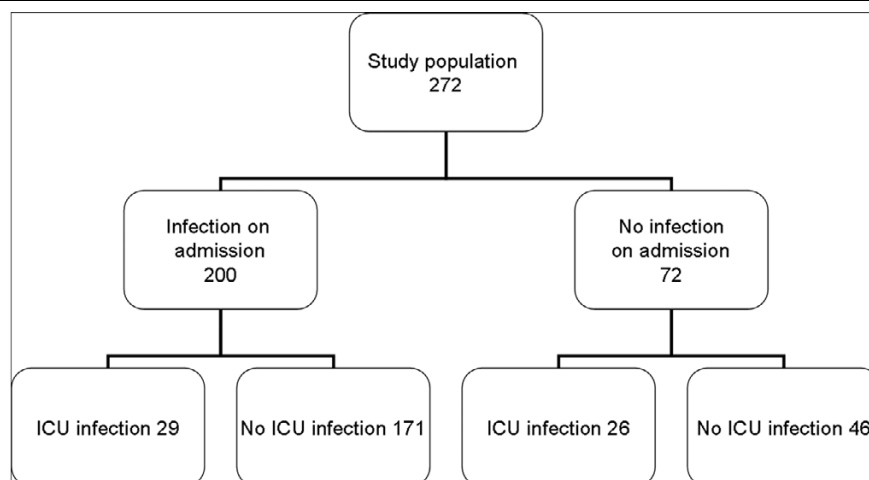 Study population
272
Infection on
admission
200
No infection
on admission
72
ICU infection 29
No ICU infection 171
ICU infection 26
No ICU infection 46